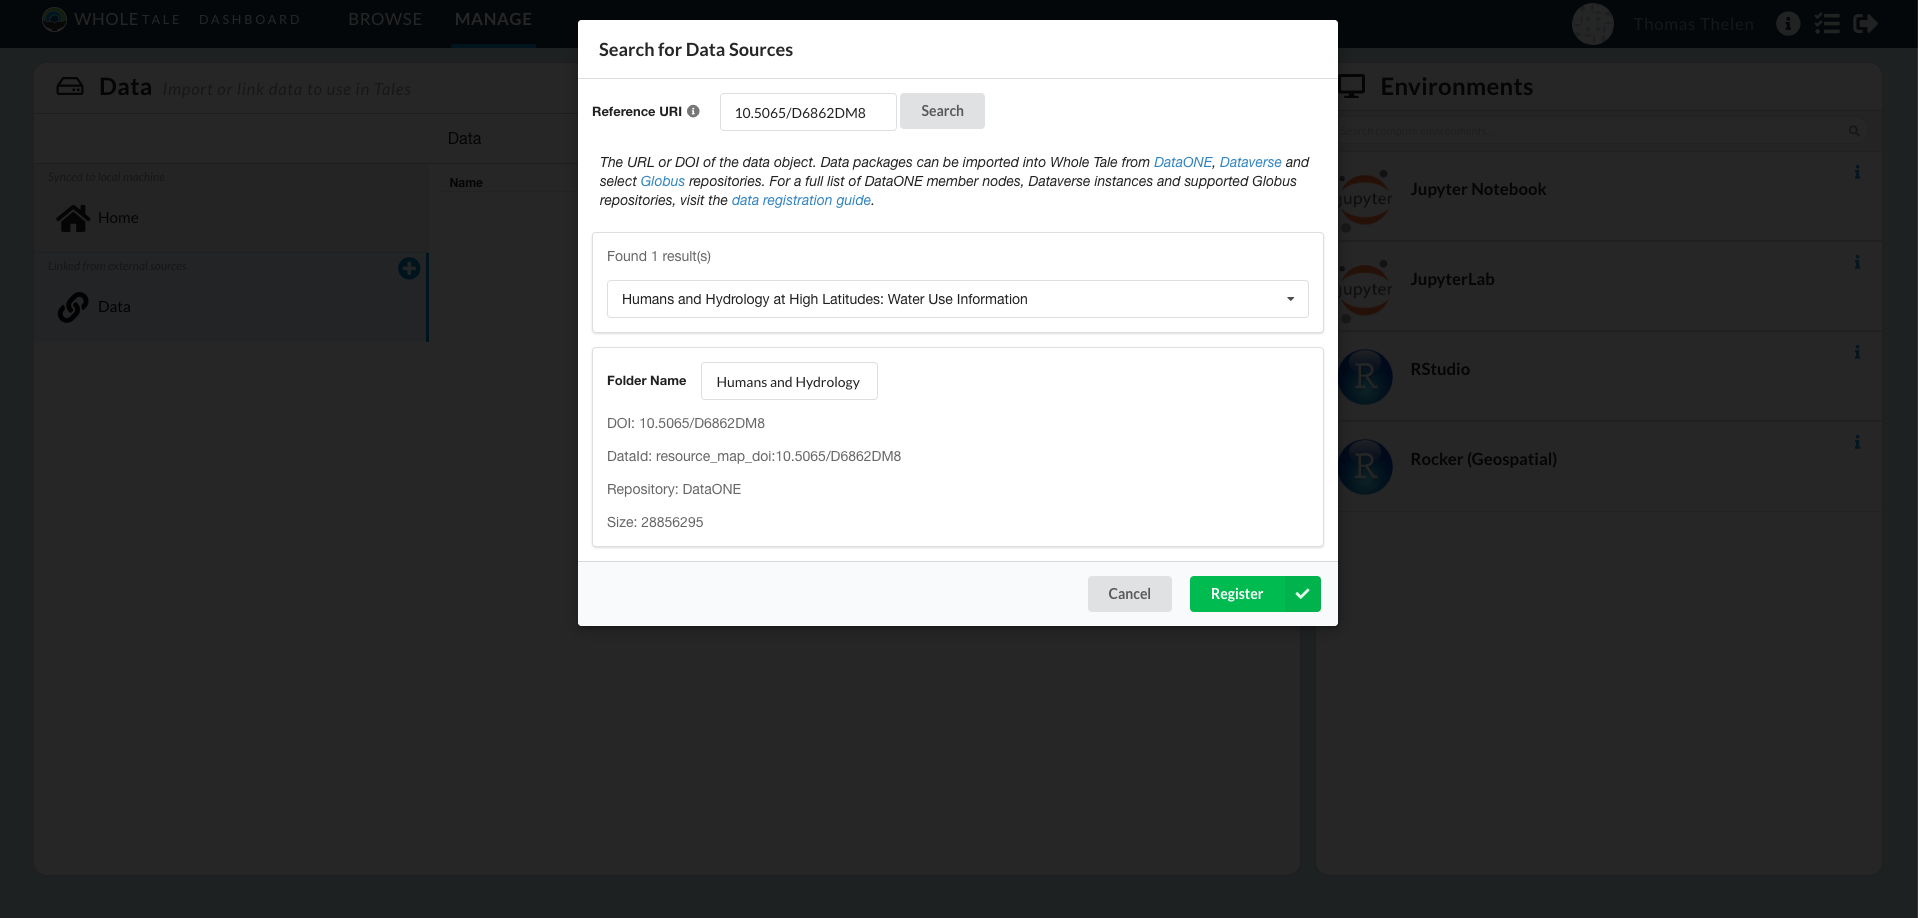 WHOLE TALE DASHBOARD BROWSE MANAGE Thomas Thelen
Search for Data Sources
Data Import or link data to use in Tales
Environments
Reference URI 10.5065/D6862DM8 Search
Data
Search compute environments...
The URL or DOI of the data object. Data packages can be imported into Whole Tale from DataONE, Dataverse and
select Globus repositories. For a full list of DataONE member nodes, Dataverse instances and supported Globus
repositories, visit the data registration guide.
Synced to local machine
Name
Home
Linked from external sources
Data
Found 1 result(s)
Humans and Hydrology at High Latitudes: Water Use Information
Folder Name Humans and Hydrology
DOI: 10.5065/D6862DM8
DataId: resource_map_doi:10.5065/D6862DM8
Repository: DataONE
Size: 28856295
Cancel Register
jupyter Jupyter Notebook
jupyter JupyterLab
R RStudio
R Rocker (Geospatial)